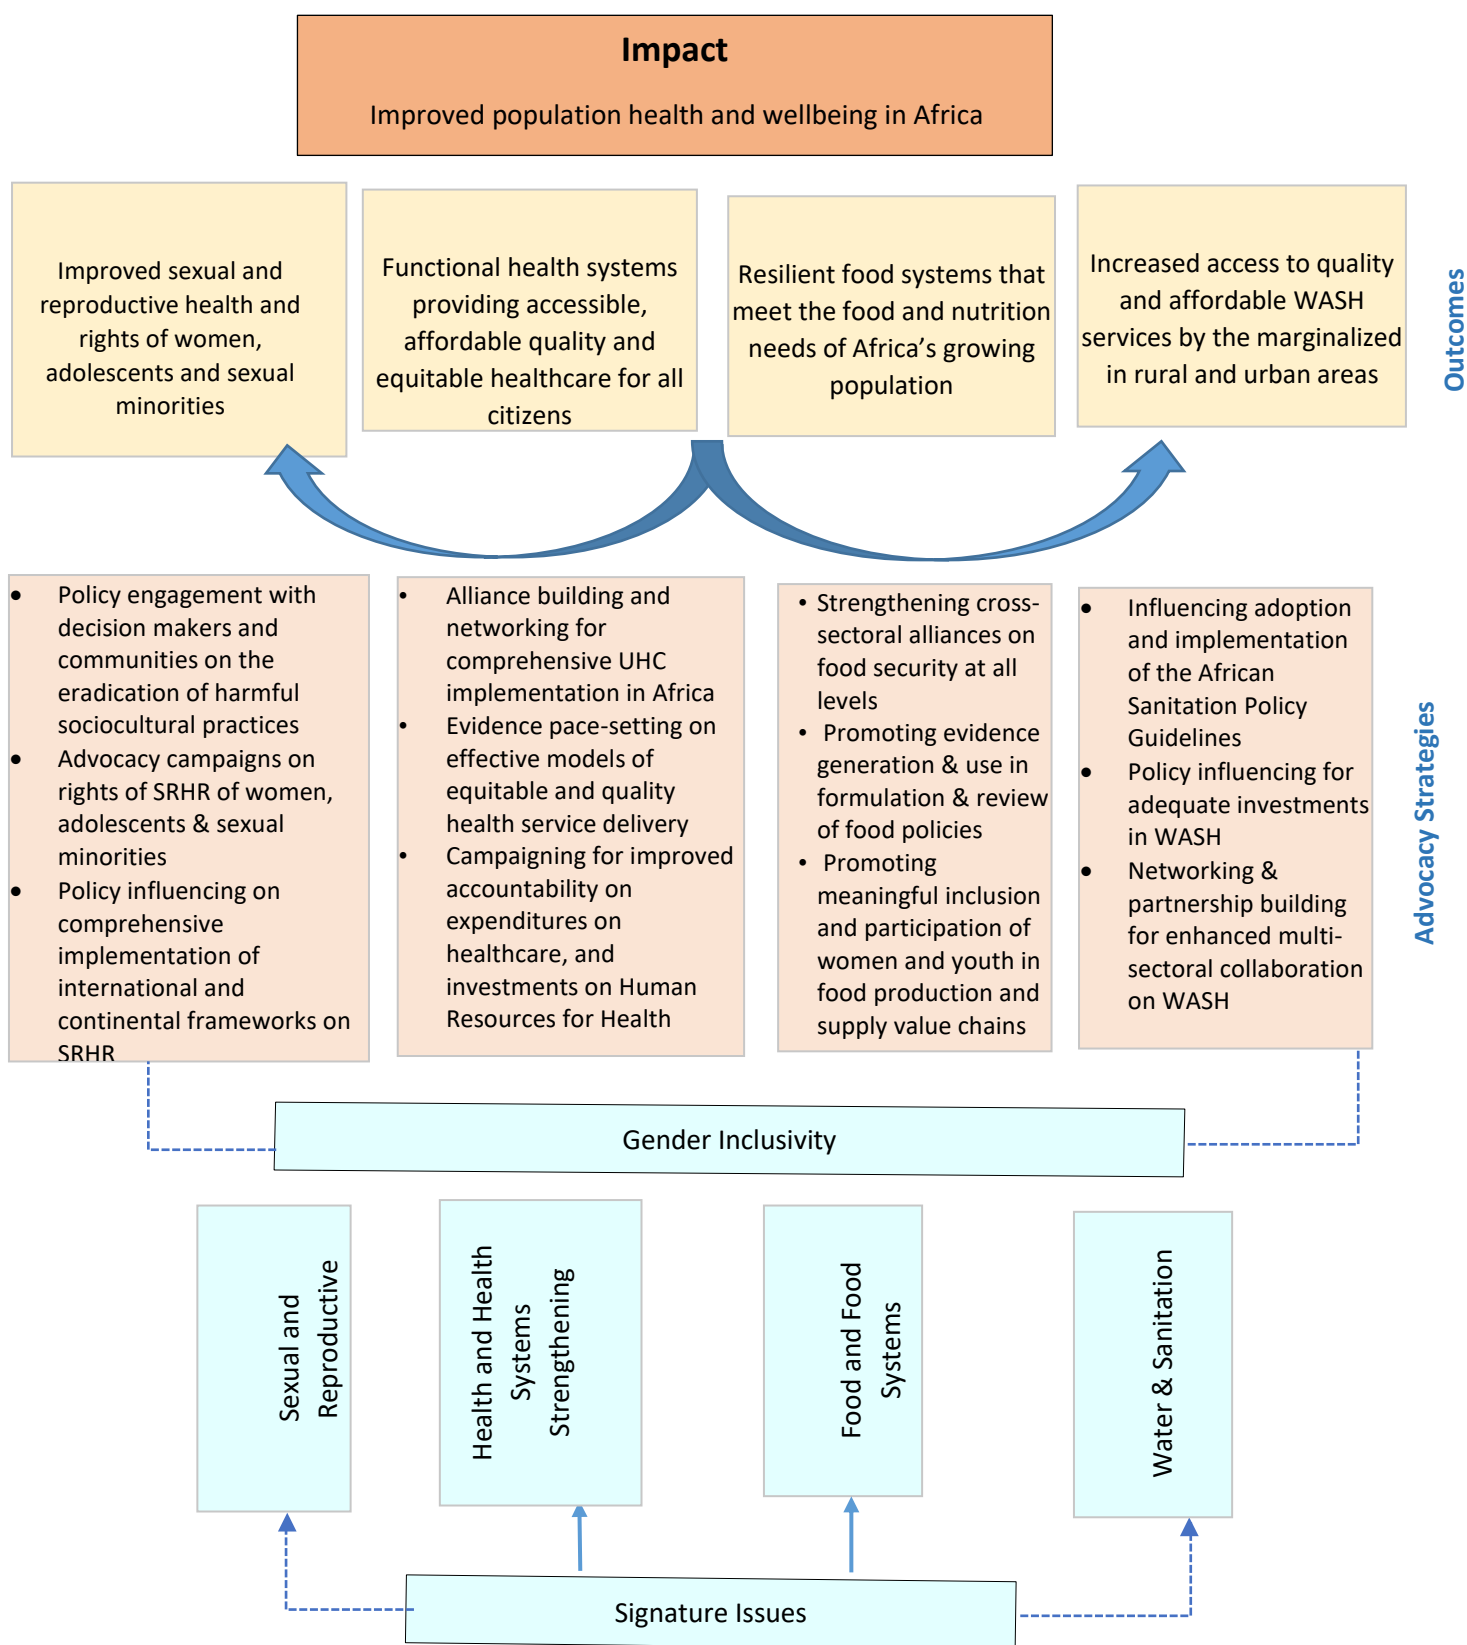 Impact
Improved population health and wellbeing in Africa
Improved sexual and
reproductive health and
rights of women,
adolescents and sexual
minorities
Functional health systems
providing accessible,
affordable quality and
equitable healthcare for all
citizens
Resilient food systems that
meet the food and nutrition
needs of Africa’s growing
population
Increased access to quality
and affordable WASH
services by the marginalized
in rural and urban areas
Outcomes
• Policy engagement with
decision makers and
communities on the
eradication of harmful
sociocultural practices
• Advocacy campaigns on
rights of SRHR of women,
adolescents & sexual
minorities
• Policy influencing on
comprehensive
implementation of
international and
continental frameworks on
SRHR
• Alliance building and
networking for
comprehensive UHC
implementation in Africa
• Evidence pace-setting on
effective models of
equitable and quality
health service delivery
• Campaigning for improved
accountability on
expenditures on
healthcare, and
investments on Human
Resources for Health
• Strengthening cross-
sectoral alliances on
food security at all
levels
• Promoting evidence
generation & use in
formulation & review
of food policies
• Promoting
meaningful inclusion
and participation of
women and youth in
food production and
supply value chains
• Influencing adoption
and implementation
of the African
Sanitation Policy
Guidelines
• Policy influencing for
adequate investments
in WASH
• Networking &
partnership building
for enhanced multi-
sectoral collaboration
on WASH
Advocacy Strategies
Gender Inclusivity
Sexual and
Reproductive
Health and Health
Systems
Strengthening
Food and Food
Systems
Water & Sanitation
Signature Issues